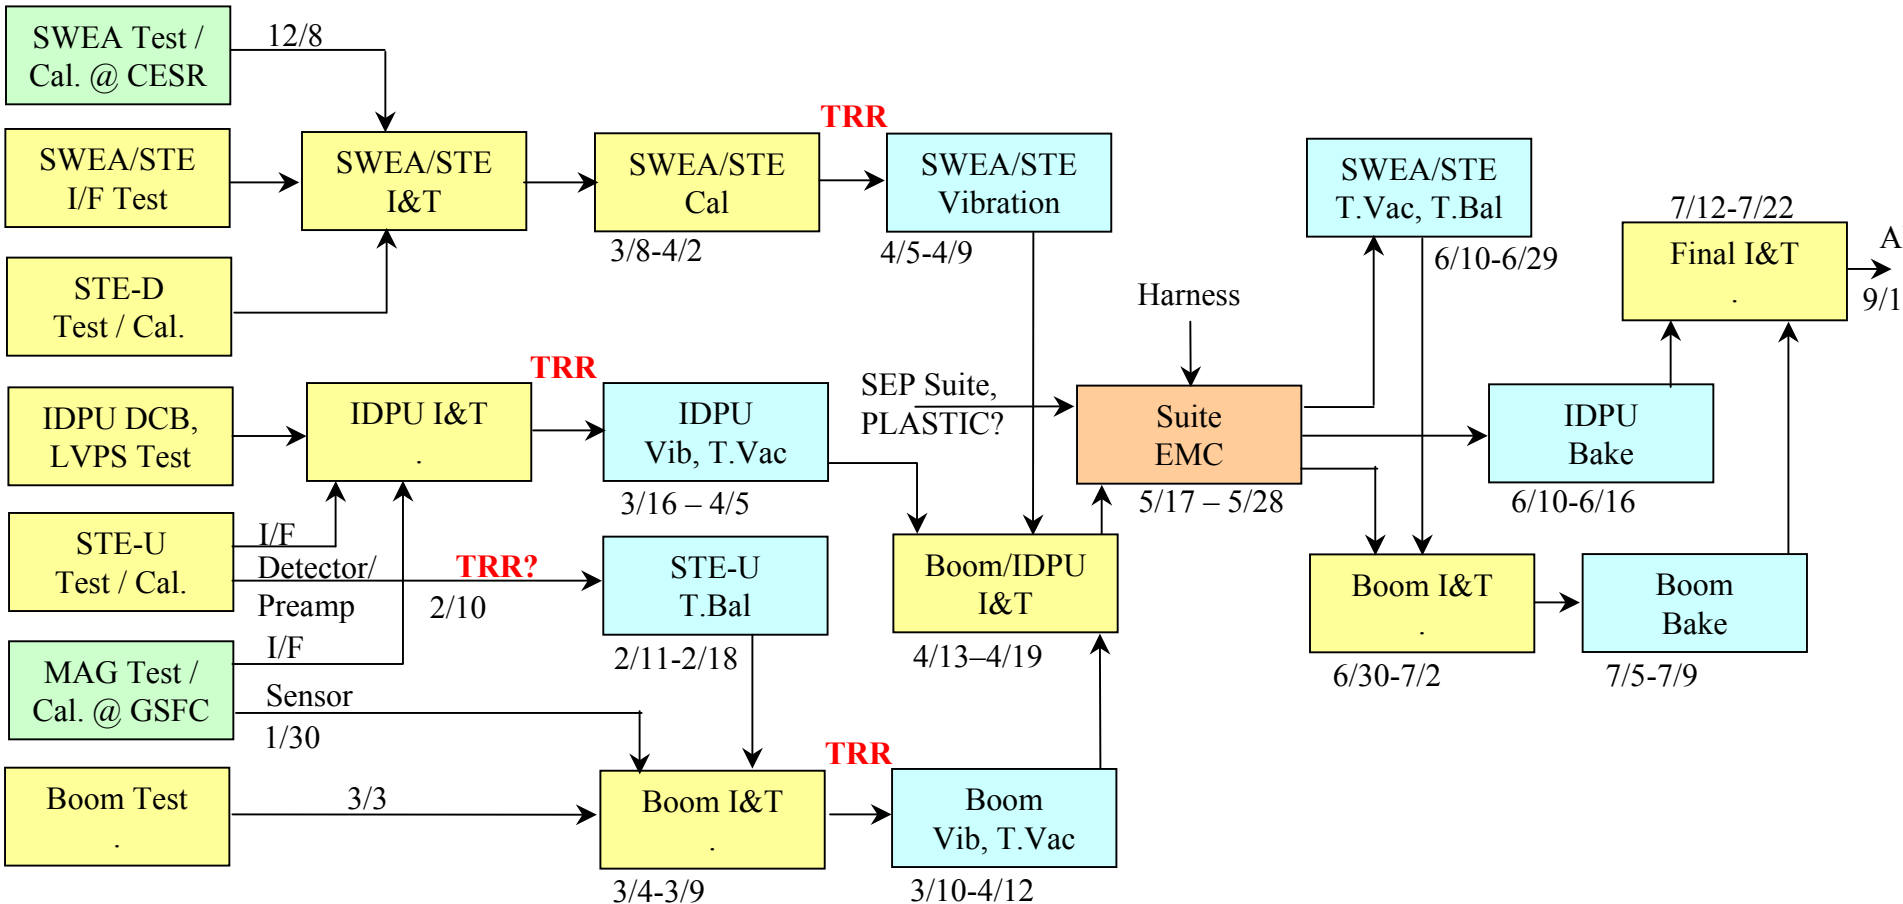 SWEA Test /
Cal. @ CESR
12/8
SWEA/STE
I/F Test
SWEA/STE
I&T
SWEA/STE
Cal
3/8-4/2
TRR
SWEA/STE
Vibration
4/5-4/9
STE-D
Test / Cal.
IDPU DCB,
LVPS Test
IDPU I&T
.
TRR
IDPU
Vib, T.Vac
3/16 – 4/5
STE-U
Test / Cal.
I/F
Detector/
Preamp
TRR?
2/10
STE-U
T.Bal
2/11-2/18
MAG Test /
Cal. @ GSFC
I/F
Sensor
1/30
Boom Test
.
3/3
Boom I&T
.
3/4-3/9
TRR
Boom
Vib, T.Vac
3/10-4/12
Boom/IDPU
I&T
4/13–4/19
SEP Suite,
PLASTIC?
Harness
Suite
EMC
5/17 – 5/28
SWEA/STE
T.Vac, T.Bal
6/10-6/29
IDPU
Bake
6/10-6/16
Boom I&T
.
6/30-7/2
Boom
Bake
7/5-7/9
7/12-7/22
Final I&T
.
A
9/1